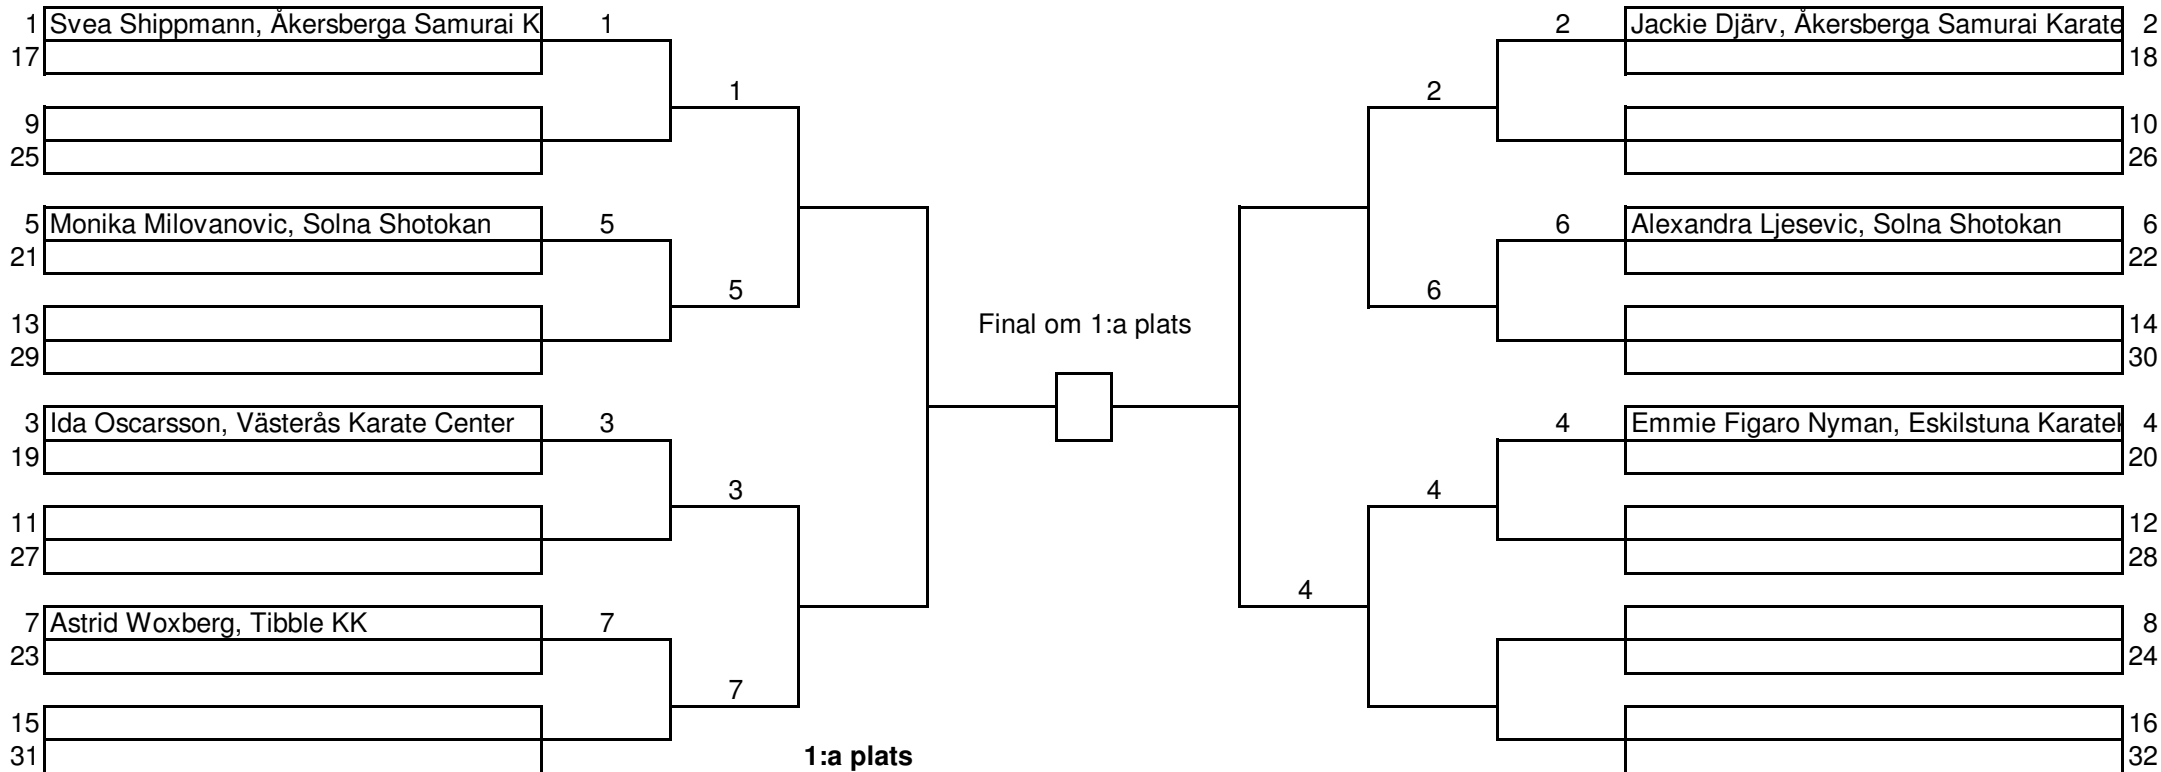 1 Svea Shippmann, Åkersberga Samurai K 1 2 Jackie Djärv, Åkersberga Samurai Karate 2
17 18
1 2
9 10
25 26
5 Monika Milovanovic, Solna Shotokan 5 6 Alexandra Ljesevic, Solna Shotokan 6
21 22
5 6
13 Final om 1:a plats 14
29 30
3 Ida Oscarsson, Västerås Karate Center 3 4 Emmie Figaro Nyman, Eskilstuna Karatek 4
19 20
3 4
11 12
27 28
4
7 Astrid Woxberg, Tibble KK 7 8
23 24
7
15 16
31 1:a plats 32